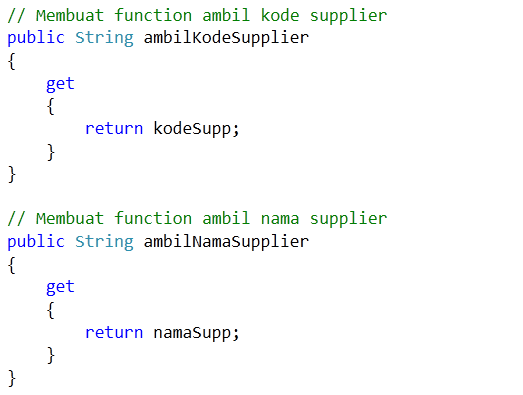 // Membuat function ambil kode supplier
public String ambilKodeSupplier
{
    get
    {
        return kodeSupp;
    }
}

// Membuat function ambil nama supplier
public String ambilNamaSupplier
{
    get
    {
        return namaSupp;
    }
}